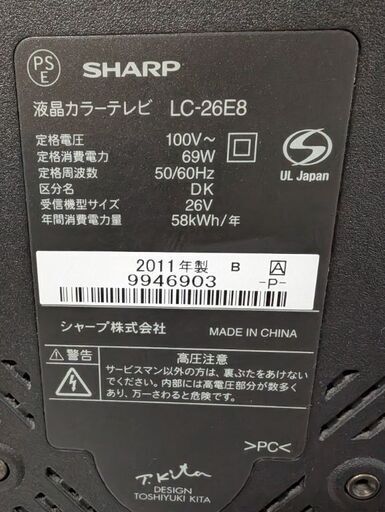 PS
E
SHARP
液晶カラーテレビ LC-26E8
定格電圧 100V～
定格消費電力 69W
定格周波数 50/60Hz
区分名 DK
受信機型サイズ 26V
年間消費電力量 58kWh/年
S
UL Japan
2011年製 B A
9946903 -P-
シャープ株式会社 MADE IN CHINA
警告 高圧注意
サービスマン以外の方は、裏ぶたをあけない
でください。内部には高電圧部分が数多く
あり、万一さわると危険です。
>PC<
T.Kita
DESIGN
TOSHIYUKI KITA